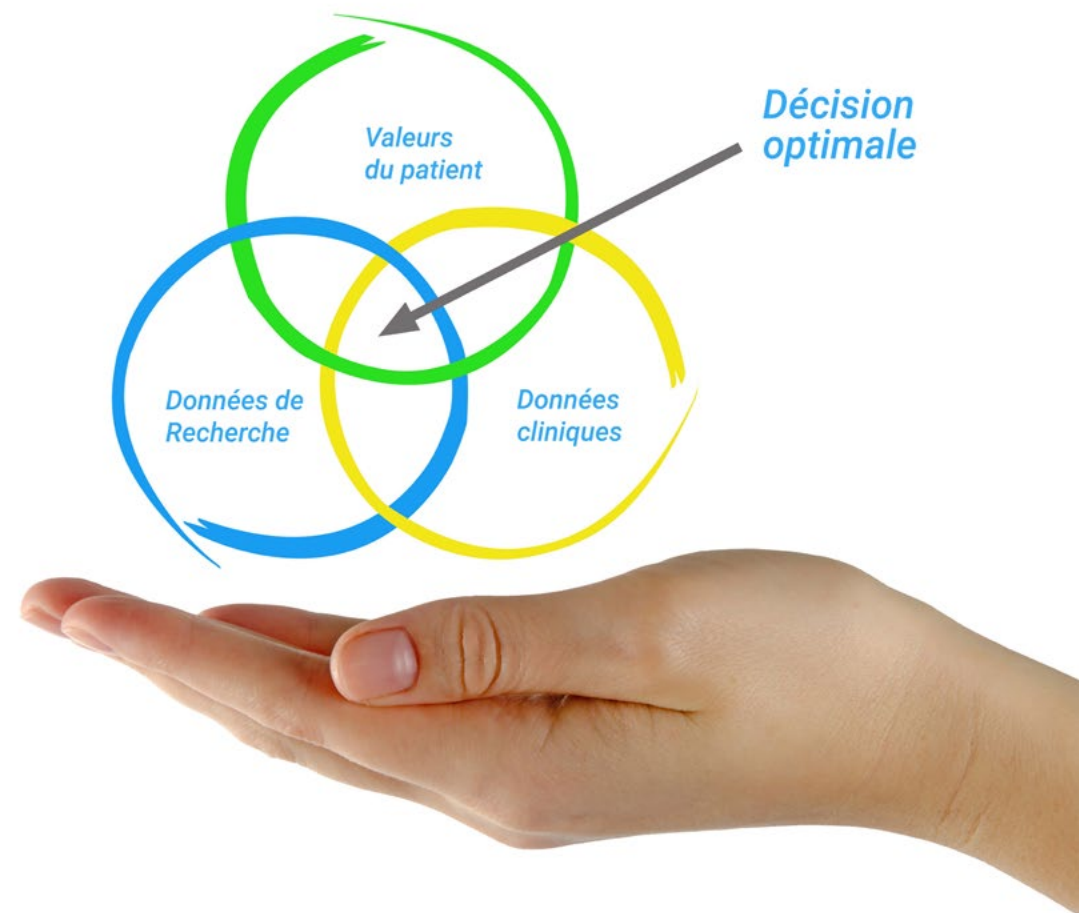 Valeurs
du patient
Décision
optimale
Données de
Recherche
Données
cliniques